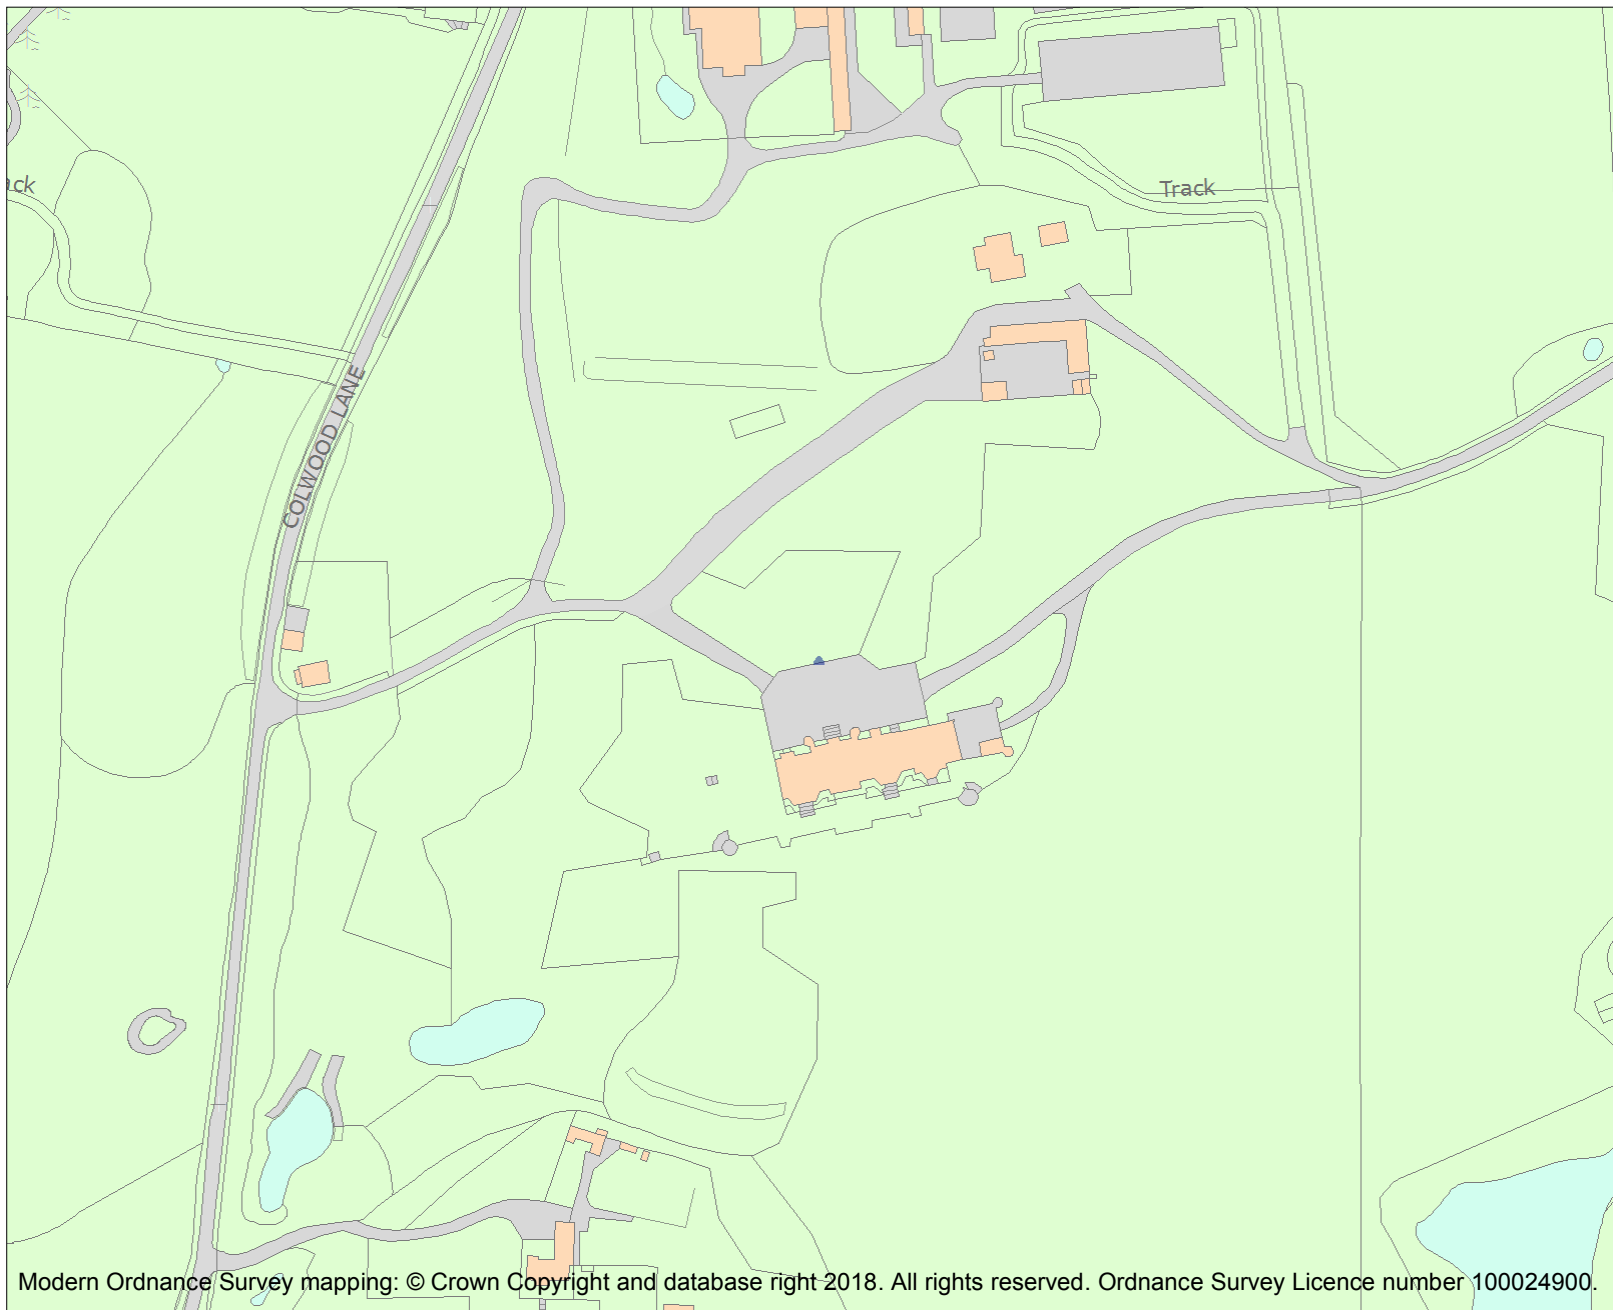 Track
COLWOOD LANE
Modern Ordnance Survey mapping: © Crown Copyright and database right 2018. All rights reserved. Ordnance Survey Licence number 100024900.